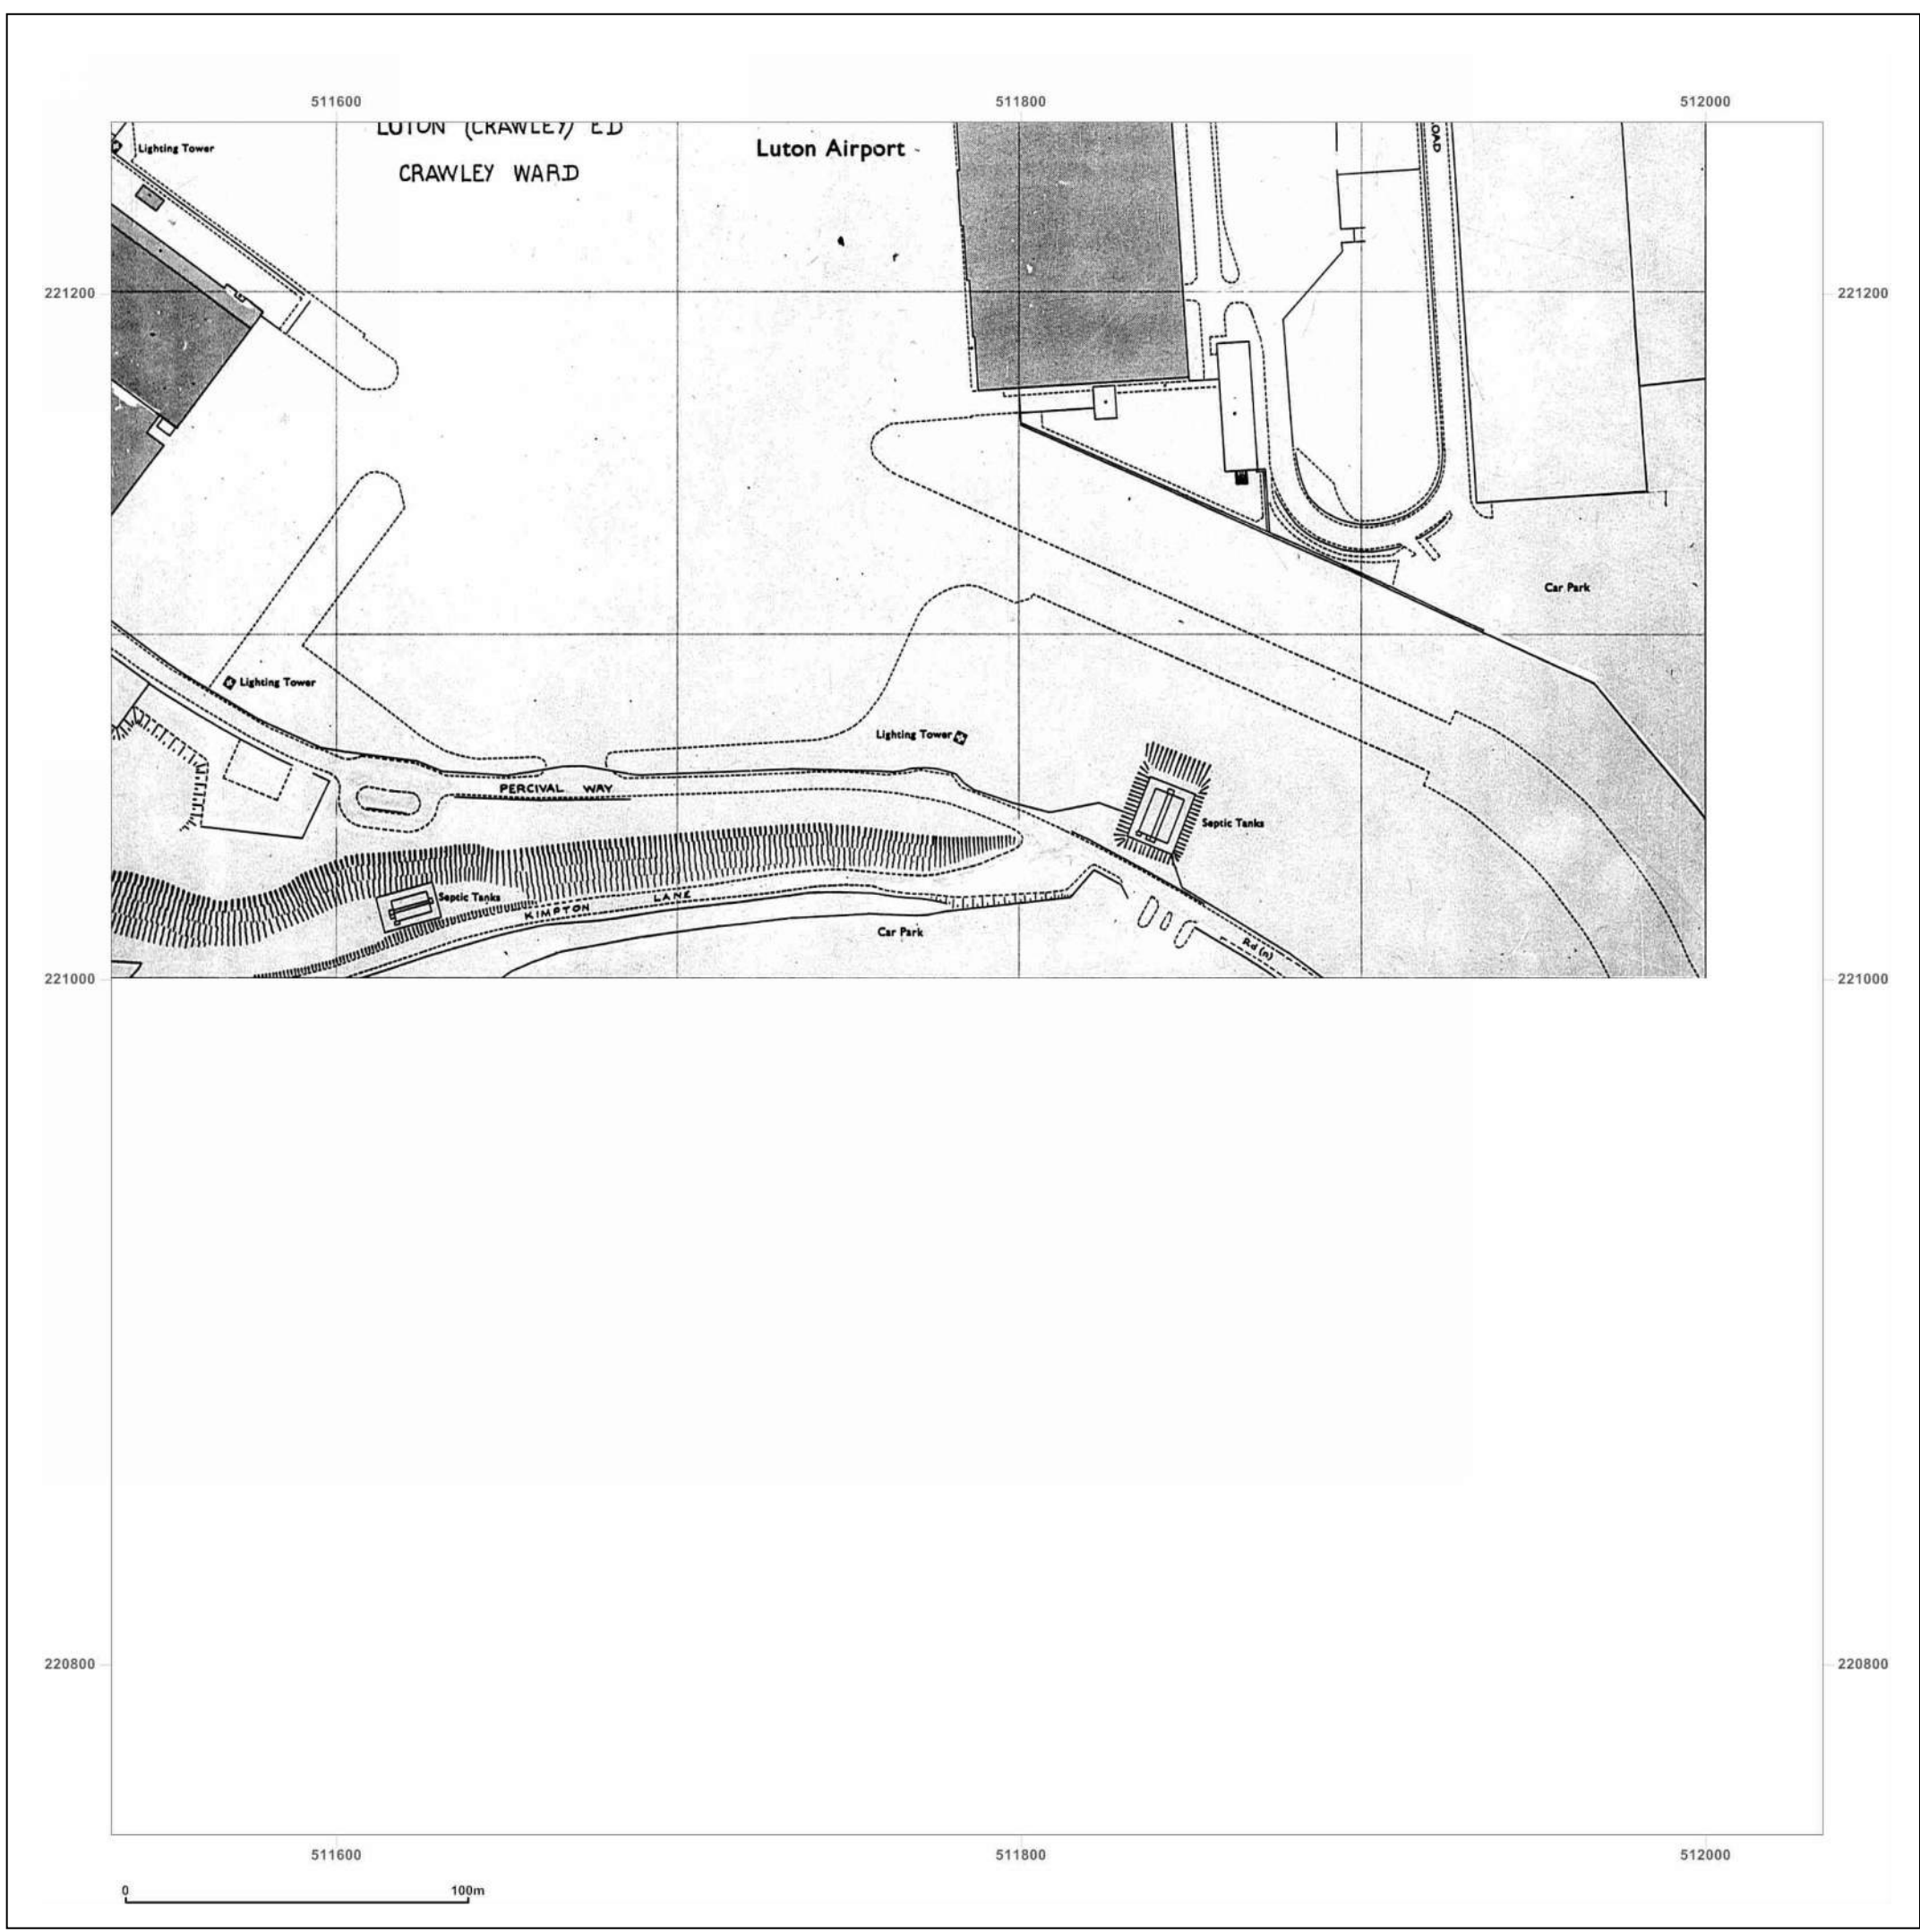 511600
511800
512000
LUTON (CRAWLEY) ED
Lighting Tower
Luton Airport
OAD
CRAWLEY WARD
221200
221200
Car Park
Lighting Tower
Lighting Tower
PERCIVAL WAY
Septic Tanks
Septic Tanks
KIMPTON LANE
Car Park
Rd (n)
221000
221000
220800
220800
511600
511800
512000
0
100m